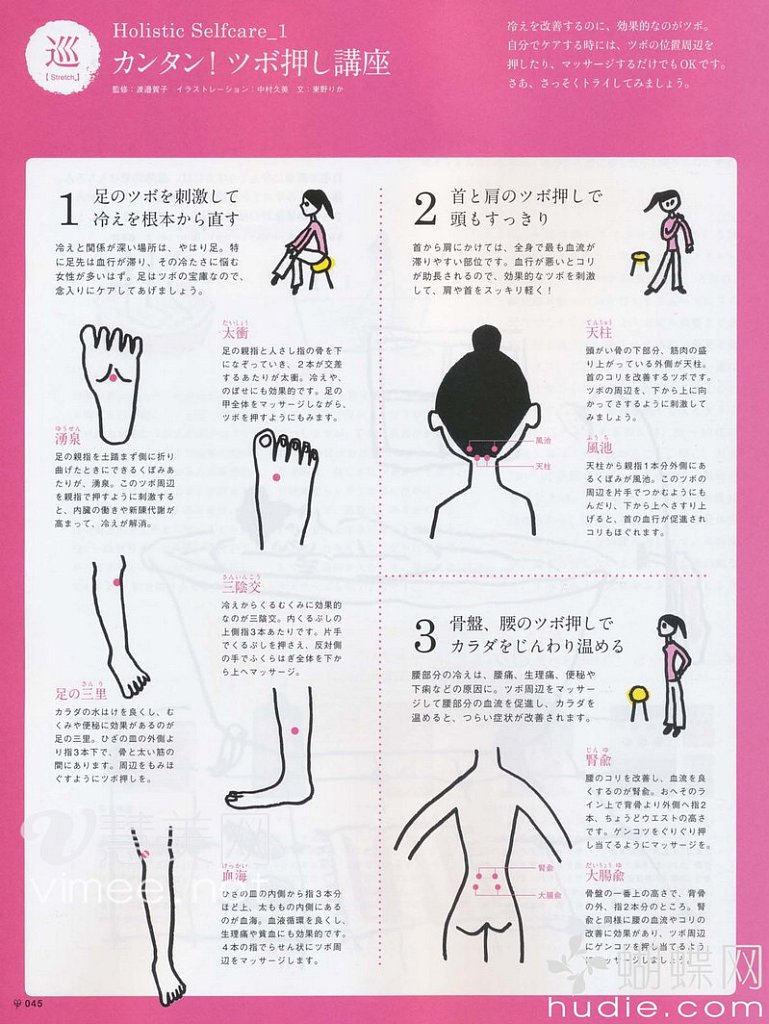 巡
【Stretch_】
Holistic Selfcare_1
カンタン！ツボ押し講座
監修：渡邉賀子　イラストレーション：中村久美　文：東野りか
冷えを改善するのに、効果的なのがツボ。
自分でケアする時には、ツボの位置周辺を
押したり、マッサージするだけでもOKです。
さあ、さっそくトライしてみましょう。
1
足のツボを刺激して
冷えを根本から直す
冷えと関係が深い場所は、やはり足。特
に足先は血行が滞り、その冷たさに悩む
女性が多いはず。足はツボの宝庫なので、
念入りにケアしてあげましょう。
たいしょう
太衝
足の親指と人さし指の骨を下
になぞっていき、２本が交差
するあたりが太衝。冷えや、
のぼせにも効果的です。足の
甲全体をマッサージしながら、
ツボを押すようにもみます。
ゆうせん
湧泉
足の親指を土踏まず側に折り
曲げたときにできるくぼみあ
たりが、湧泉。このツボ周辺
を親指で押すように刺激する
と、内臓の働きや新陳代謝が
高まって、冷えが解消。
さんいんこう
三陰交
冷えからくるむくみに効果的
なのが三陰交。内くるぶしの
上側指3本あたりです。片手
でくるぶしを押さえ、反対側
の手でふくらはぎ全体を下か
ら上へマッサージ。
さんり
足の三里
カラダの水はけを良くし、む
くみや便秘に効果があるのが
足の三里。ひざの皿の外側よ
り指3本下で、骨と太い筋の
間にあります。周辺をもみほ
ぐすようにツボ押しを。
けっかい
血海
ひざの皿の内側から指３本分
ほど上、太ももの内側にある
のが血海。血液循環を良くし、
生理痛や貧血にも効果的です。
４本の指でらせん状にツボ周
辺をマッサージします。
2
首と肩のツボ押しで
頭もすっきり
首から肩にかけては、全身で最も血流が
滞りやすい部位です。血行が悪いとコリ
が助長されるので、効果的なツボを刺激
して、肩や首をスッキリ軽く！
てんちゅう
天柱
頭がい骨の下部分、筋肉の盛
り上がっている外側が天柱。
首のコリを改善するツボです。
ツボの周辺を、下から上に向
かってさするように刺激して
みましょう。
ふうち
風池
天柱から親指1本分外側にあ
るくぼみが風池。このツボの
周辺を片手でつかむようにも
んだり、下から上へさすり上
げると、首の血行が促進され
コリもほぐれます。
風池
天柱
3
骨盤、腰のツボ押しで
カラダをじんわり温める
腰部分の冷えは、腰痛、生理痛、便秘や
下痢などの原因に。ツボ周辺をマッサー
ジして腰部分の血流を促進し、カラダを
温めると、つらい症状が改善されます。
じんゆ
腎兪
腰のコリを改善し、血流を良
くするのが腎兪。おへそのラ
イン上で背骨より外側へ指2
本、ちょうどウエストの高さ
です。ゲンコツをぐりぐり押
し当てるようにマッサージを。
だいちょうゆ
大腸兪
骨盤の一番上の高さで、背骨
の外、指2本分のところ。腎
兪と同様に腰の血流やコリの
改善に効果があり、ツボ周辺
にゲンコツを押し当てるよう
にマッサージしましょう。
腎兪
大腸兪
vimee.net
045
蝴蝶网
hudie.com